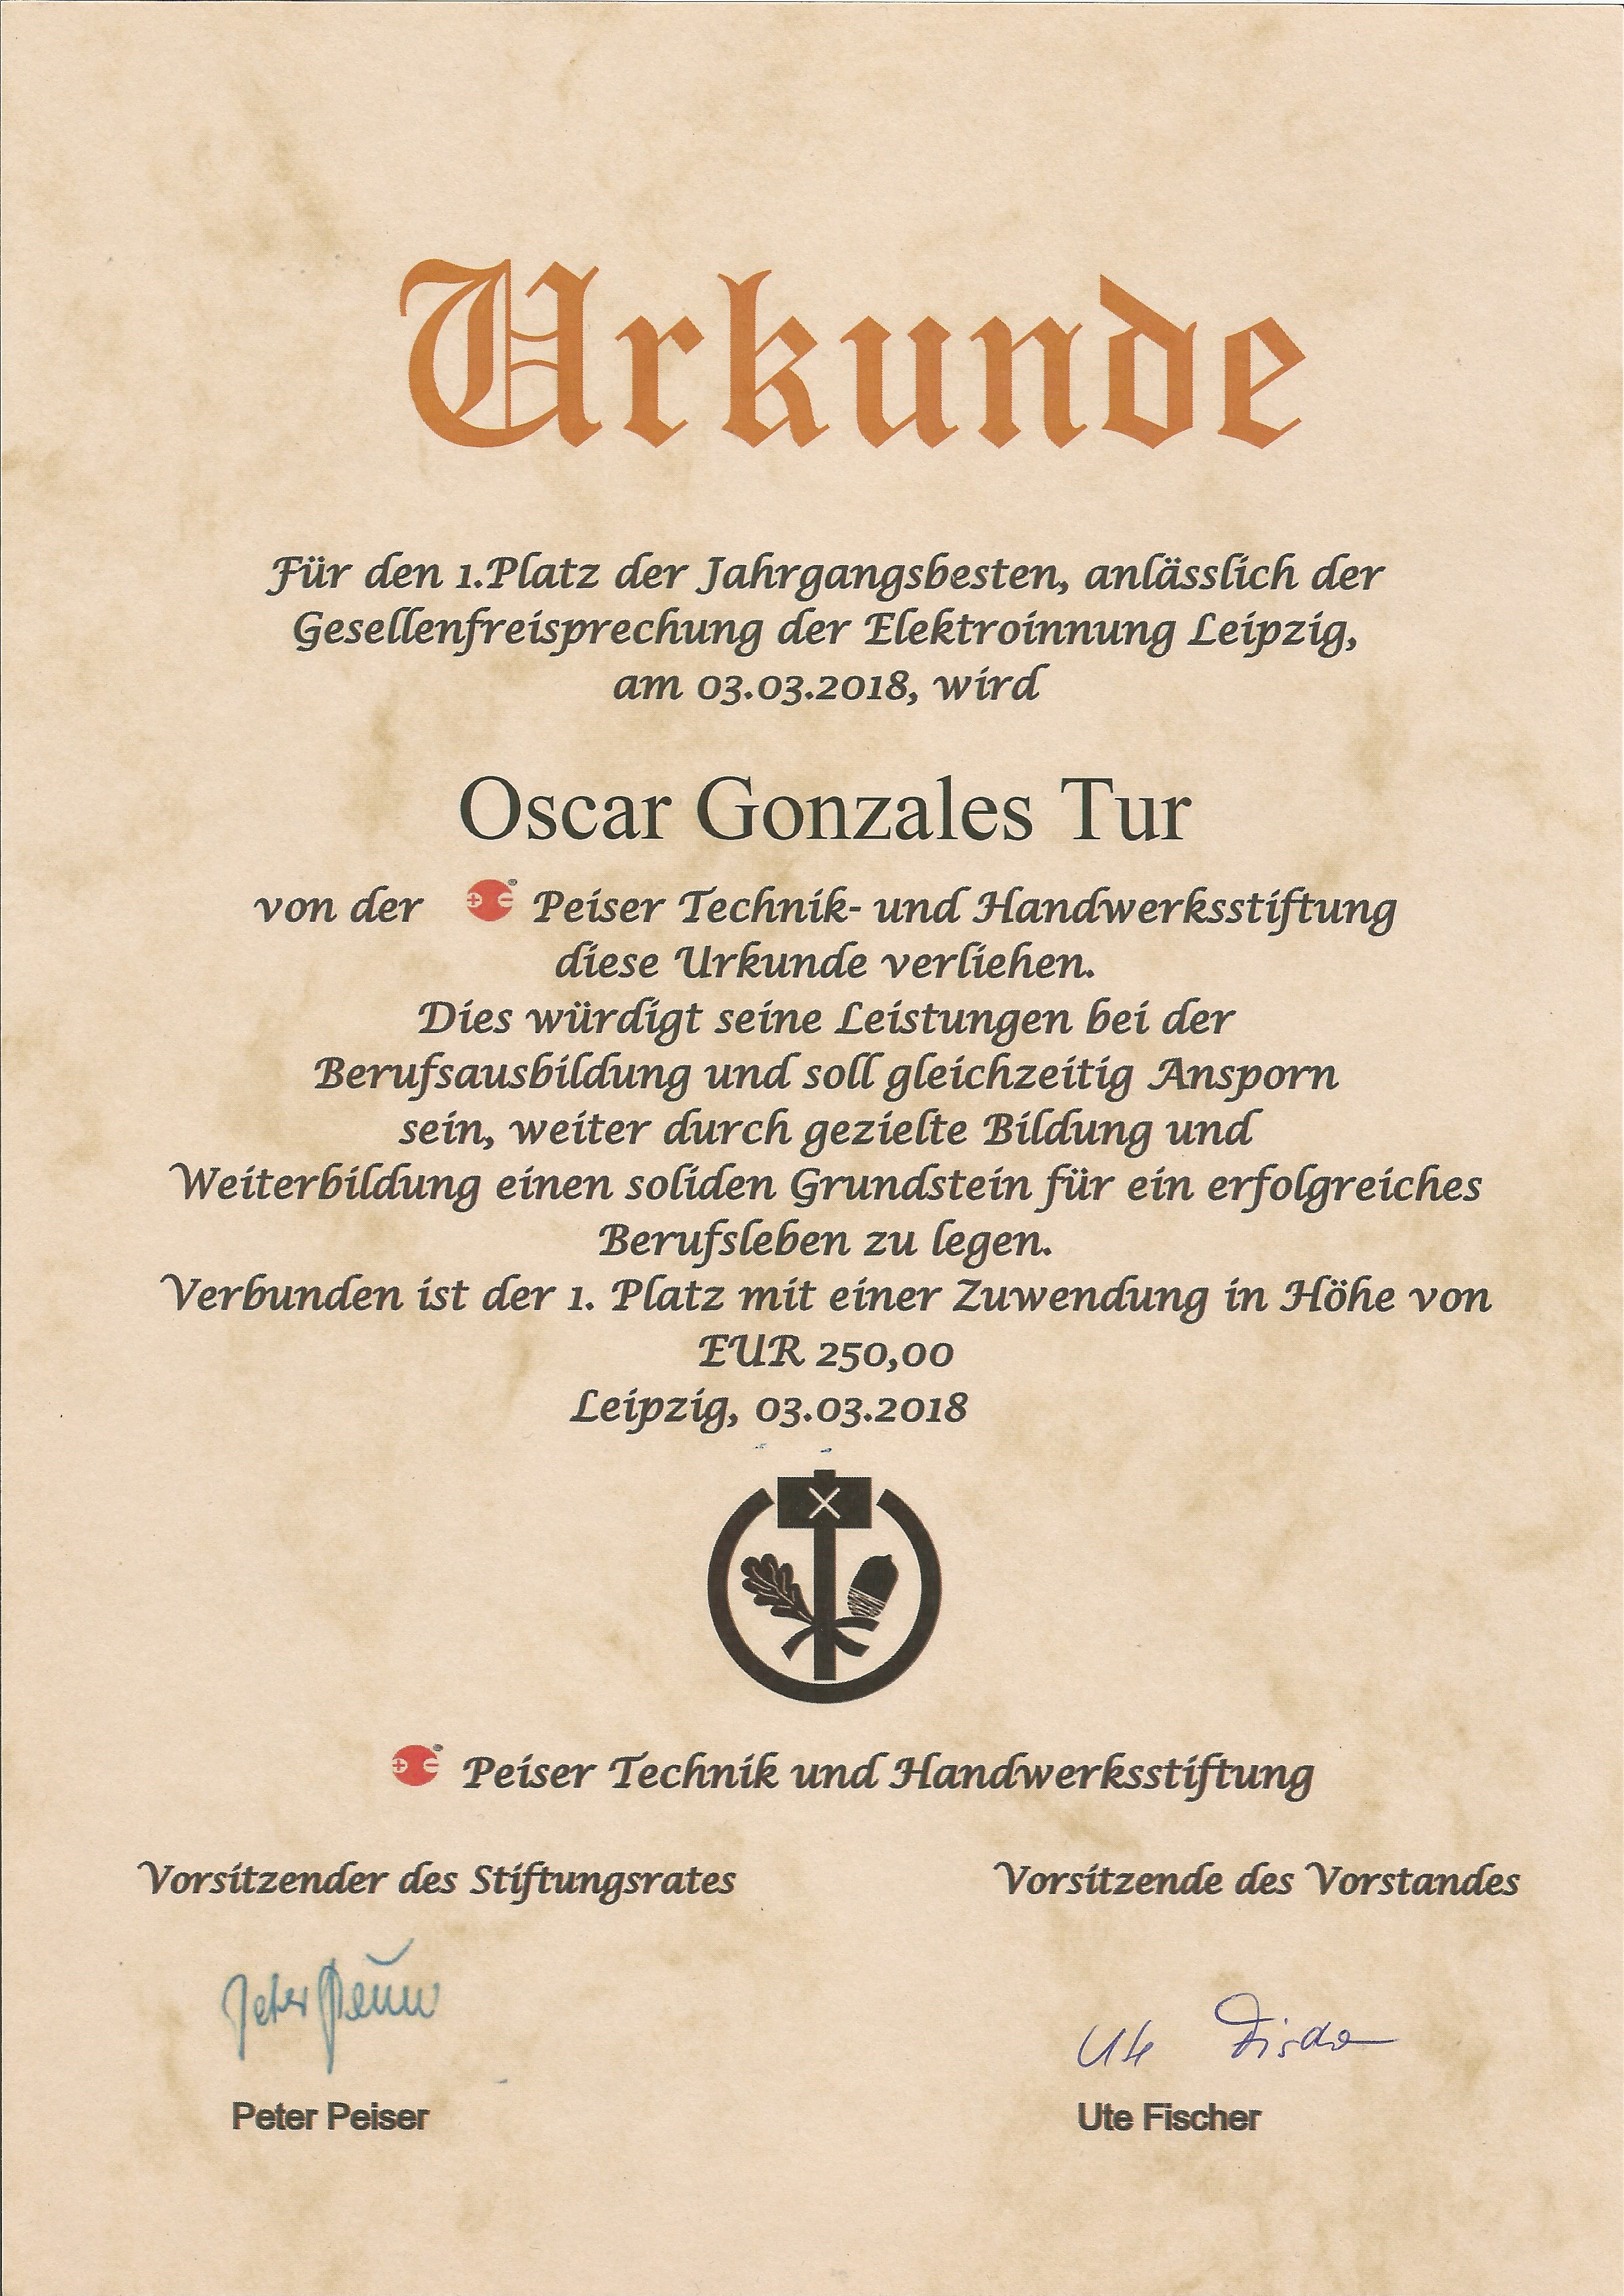 Urkunde
Für den 1.Platz der Jahrgangsbesten, anlässlich der
Gesellenfreisprechung der Elektroinnung Leipzig,
am 03.03.2018, wird
Oscar Gonzales Tur
von der Peiser Technik- und Handwerksstiftung
diese Urkunde verliehen.
Dies würdigt seine Leistungen bei der
Berufsausbildung und soll gleichzeitig Ansporn
sein, weiter durch gezielte Bildung und
Weiterbildung einen soliden Grundstein für ein erfolgreiches
Berufsleben zu legen.
Verbunden ist der 1. Platz mit einer Zuwendung in Höhe von
EUR 250,00
Leipzig, 03.03.2018
Peiser Technik und Handwerksstiftung
Vorsitzender des Stiftungsrates Vorsitzende des Vorstandes
Peter Peiser Ute Fischer
Peter Peiser Ute Fischer